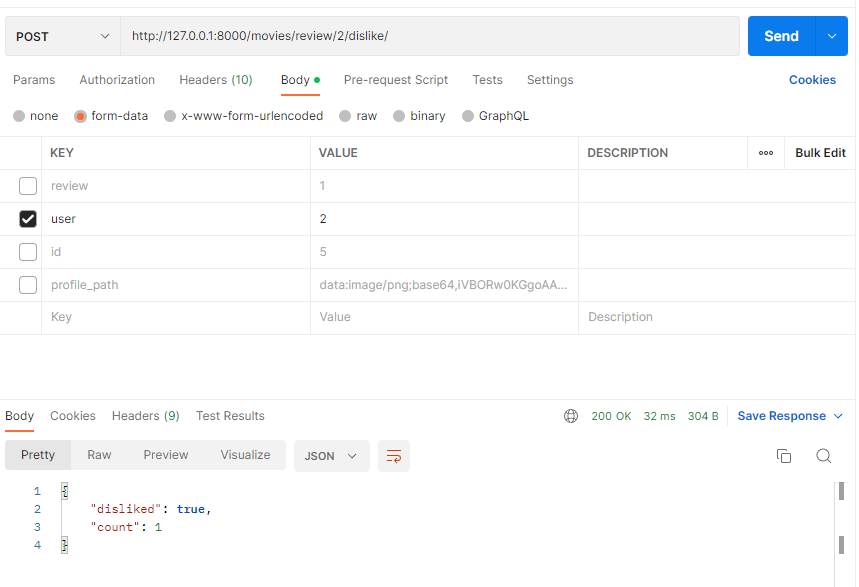 POST http://127.0.0.1:8000/movies/review/2/dislike/ Send
Params Authorization Headers (10) Body Pre-request Script Tests Settings Cookies
none form-data x-www-form-urlencoded raw binary GraphQL
KEY VALUE DESCRIPTION ooo Bulk Edit
review 1
user 2
id 5
profile_path data:image/png;base64,iVBORw0KGgoAA...
Key Value Description
Body Cookies Headers (9) Test Results 200 OK 32 ms 304 B Save Response
Pretty Raw Preview Visualize JSON
1 {
2 "disliked": true,
3 "count": 1
4 }